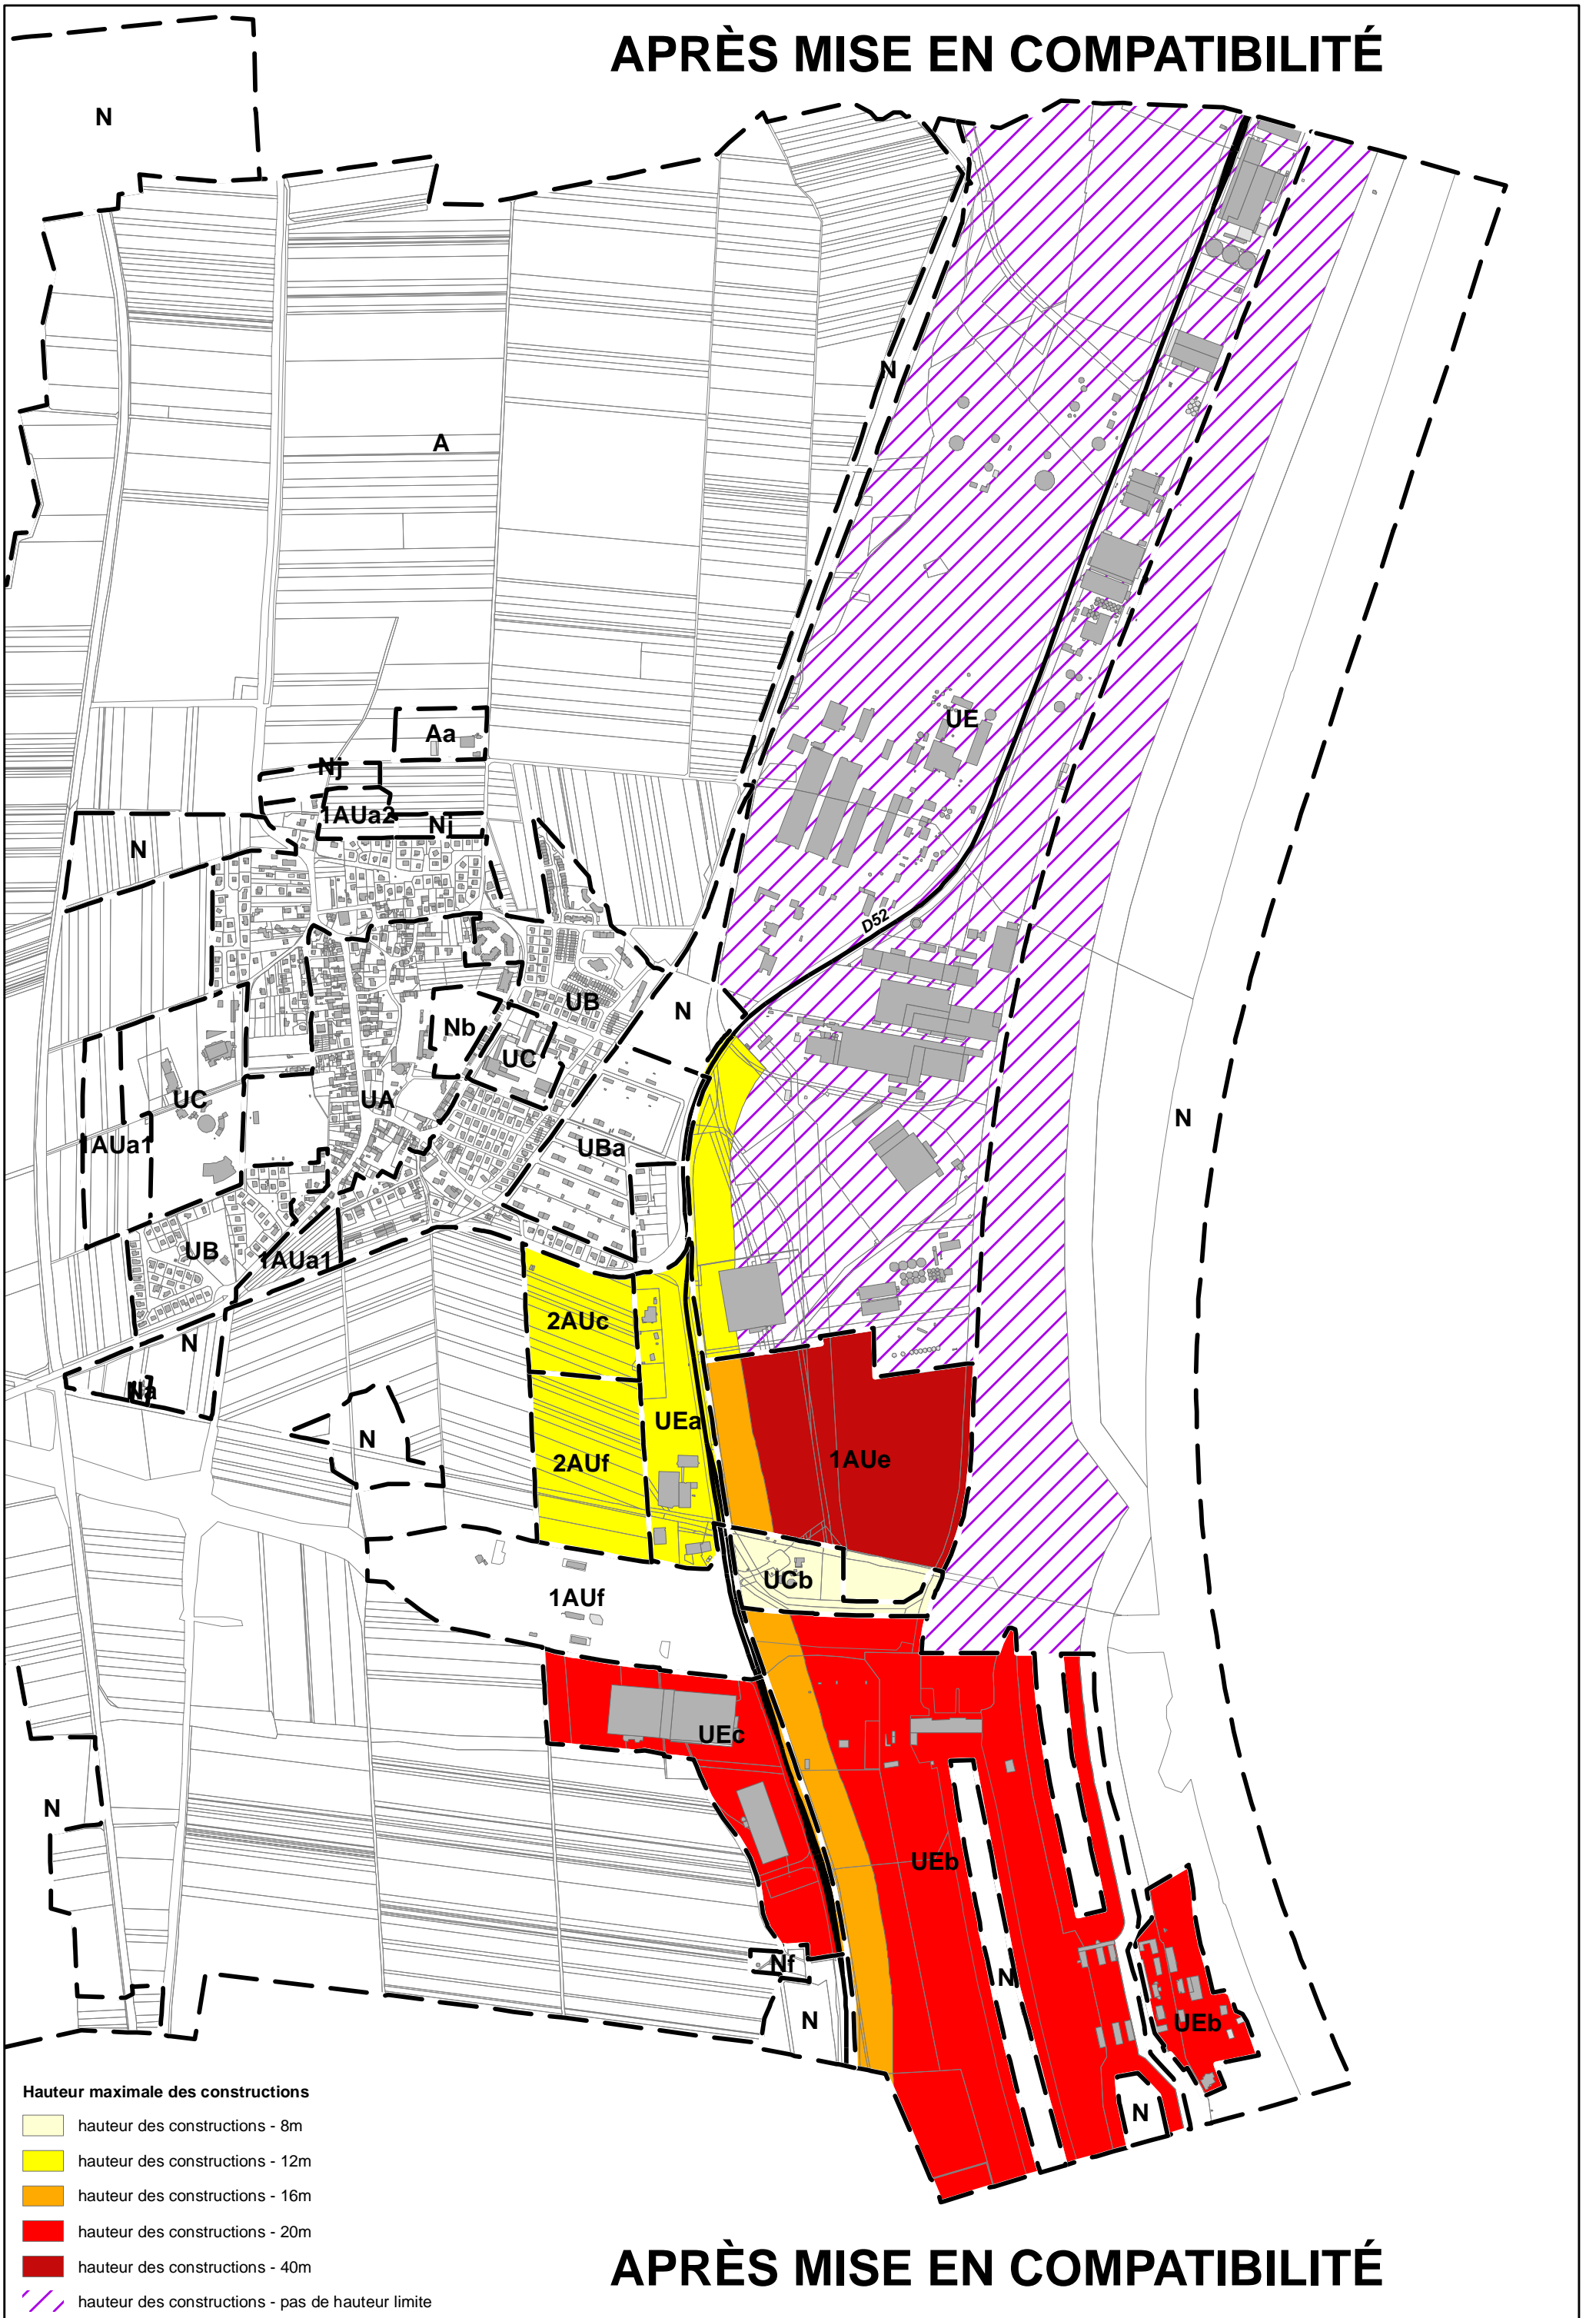 APRÈS MISE EN COMPATIBILITÉ
N
N
A
UE
Aa
Nj
1AUa2
Nj
N
D52
UB
N
Nb
UC
UC
UA
N
1AUa1
UBa
UB
1AUa1
2AUc
N
Na
UEa
N
2AUf
1AUe
UCb
1AUf
UEc
N
UEb
Nf
N
N
UEb
N
Hauteur maximale des constructions
hauteur des constructions - 8m
hauteur des constructions - 12m
hauteur des constructions - 16m
hauteur des constructions - 20m
hauteur des constructions - 40m
hauteur des constructions - pas de hauteur limite
APRÈS MISE EN COMPATIBILITÉ